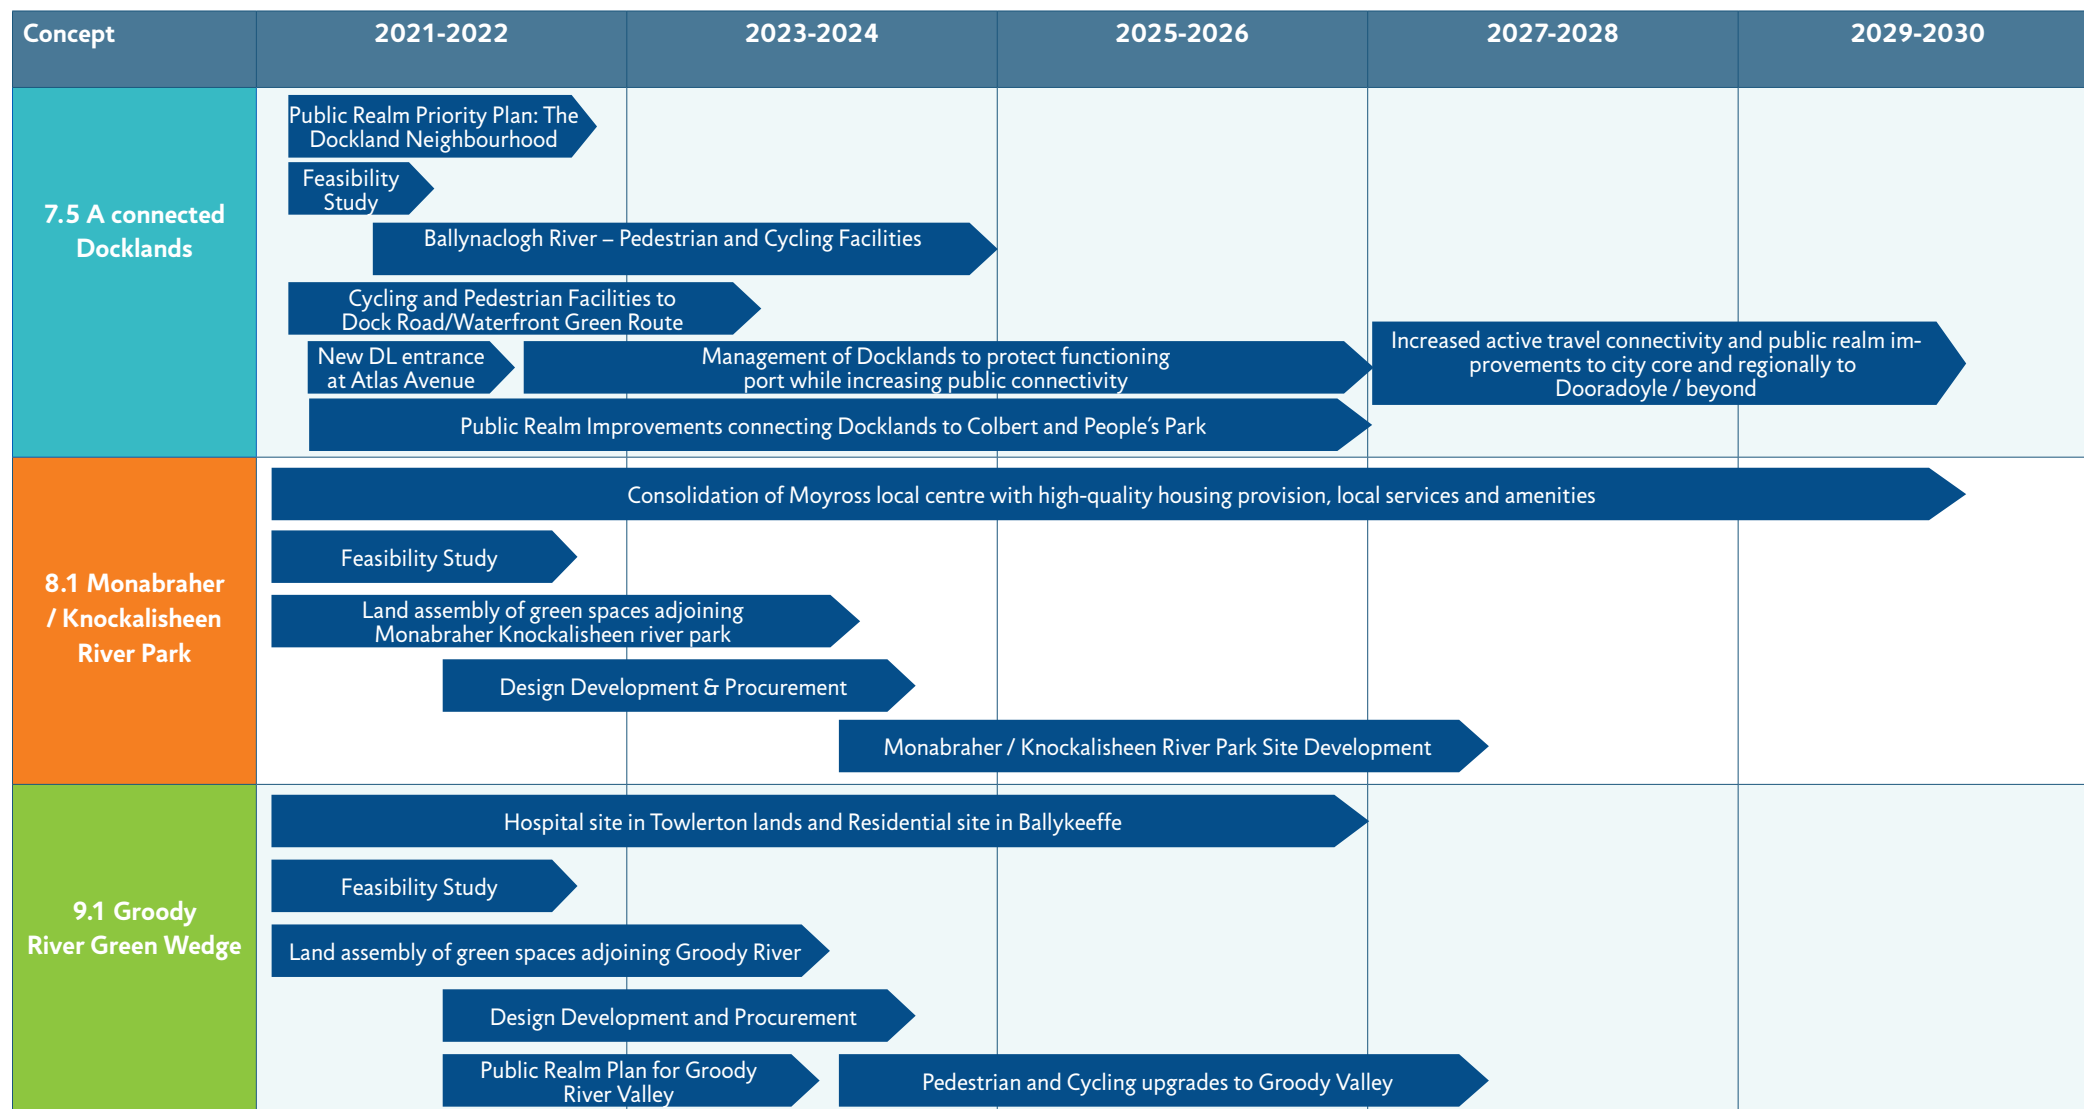 Concept
2021-2022
2023-2024
2025-2026
2027-2028
2029-2030
7.5 A connected
Docklands
Public Realm Priority Plan: The
Dockland Neighbourhood
Feasibility
Study
Ballynaclogh River – Pedestrian and Cycling Facilities
Cycling and Pedestrian Facilities to
Dock Road/Waterfront Green Route
New DL entrance
at Atlas Avenue
Management of Docklands to protect functioning
port while increasing public connectivity
Increased active travel connectivity and public realm im-
provements to city core and regionally to
Dooradoyle / beyond
Public Realm Improvements connecting Docklands to Colbert and People’s Park
8.1 Monabraher
/ Knockalisheen
River Park
Consolidation of Moyross local centre with high-quality housing provision, local services and amenities
Feasibility Study
Land assembly of green spaces adjoining
Monabraher Knockalisheen river park
Design Development & Procurement
Monabraher / Knockalisheen River Park Site Development
9.1 Groody
River Green Wedge
Hospital site in Towlerton lands and Residential site in Ballykeeffe
Feasibility Study
Land assembly of green spaces adjoining Groody River
Design Development and Procurement
Public Realm Plan for Groody
River Valley
Pedestrian and Cycling upgrades to Groody Valley